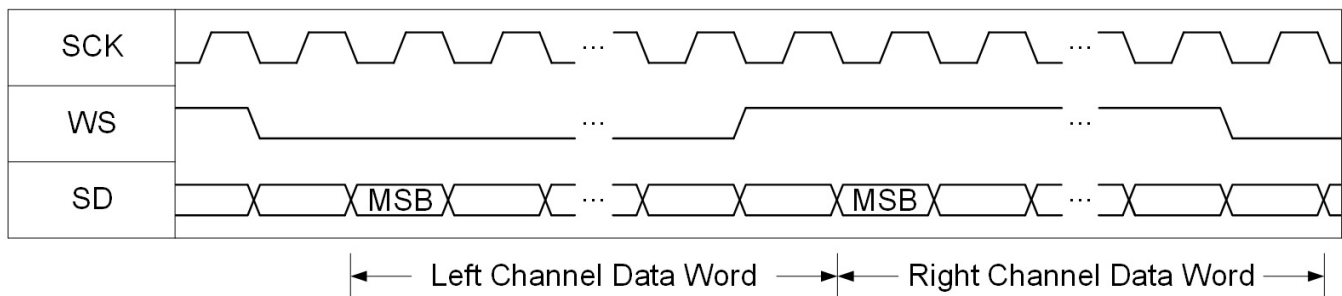 SCK ... ...
WS ... ...
SD MSB ... MSB ...
Left Channel Data Word Right Channel Data Word